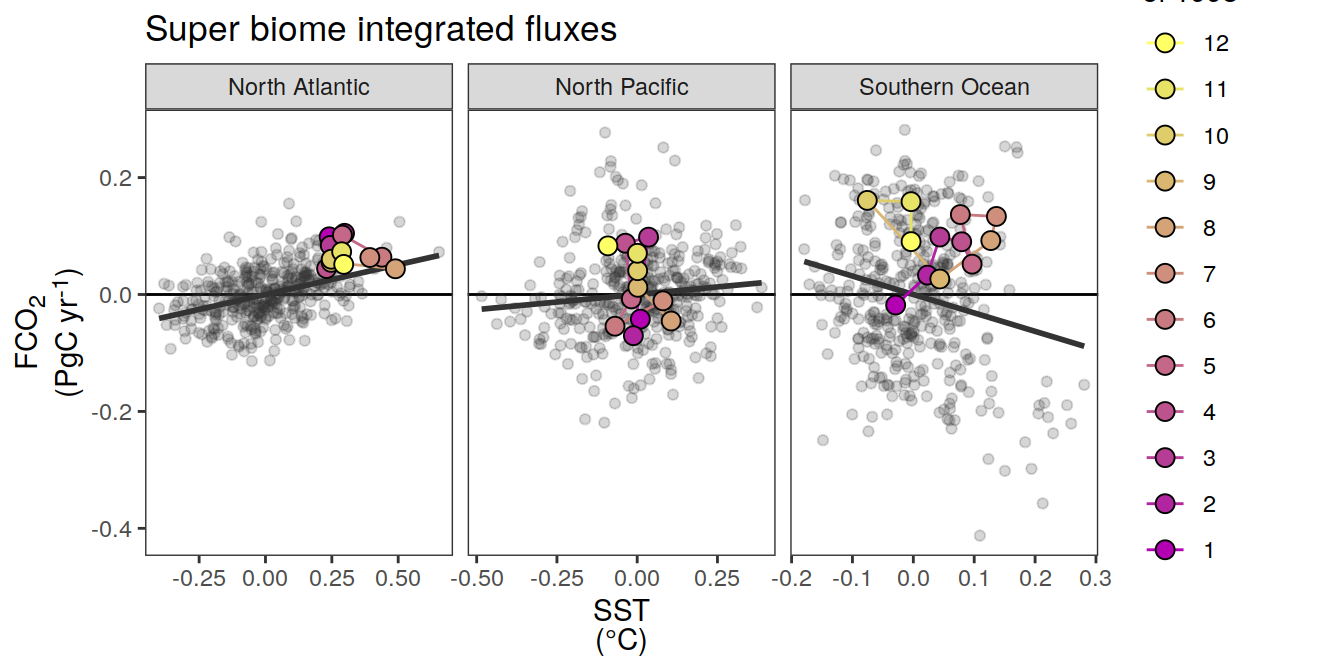 Super biome integrated fluxes
North Atlantic
North Pacific
Southern Ocean
FCO₂
(PgC yr⁻¹)
0.2
0.0
-0.2
-0.4
-0.25 0.00 0.25 0.50
-0.50 -0.25 0.00 0.25
-0.2 -0.1 0.0 0.1 0.2 0.3
SST
(°C)
12
11
10
9
8
7
6
5
4
3
2
1